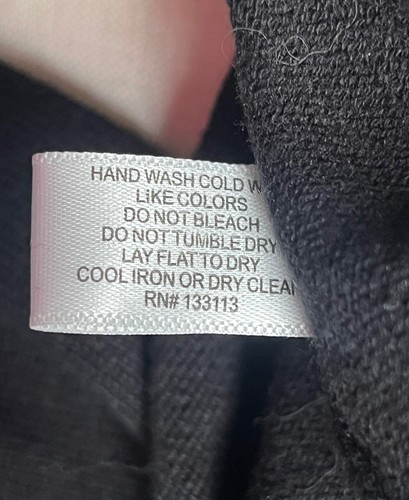 HAND WASH COLD W
LIKE COLORS
DO NOT BLEACH
DO NOT TUMBLE DRY
LAY FLAT TO DRY
COOL IRON OR DRY CLEA
RN# 133113